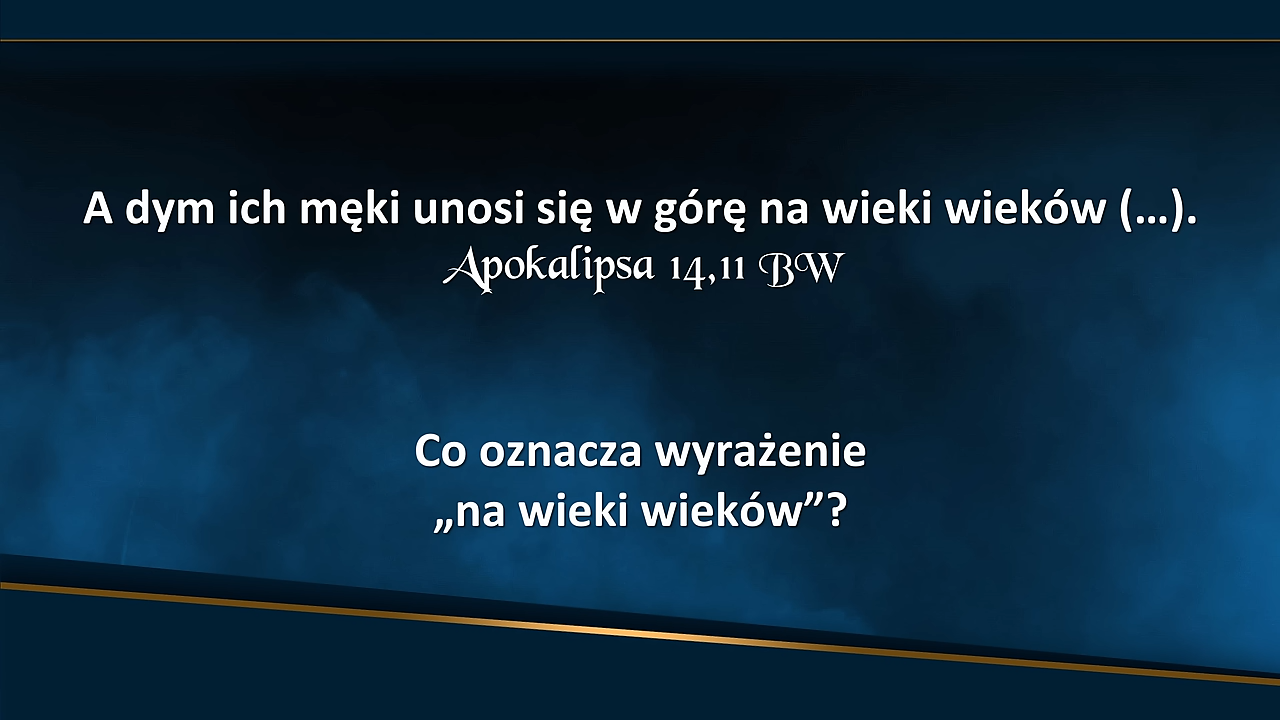 A dym ich męki unosi się w górę na wieki wieków (...).
Apokalipsa 14,11 BW
Co oznacza wyrażenie
„na wieki wieków”?